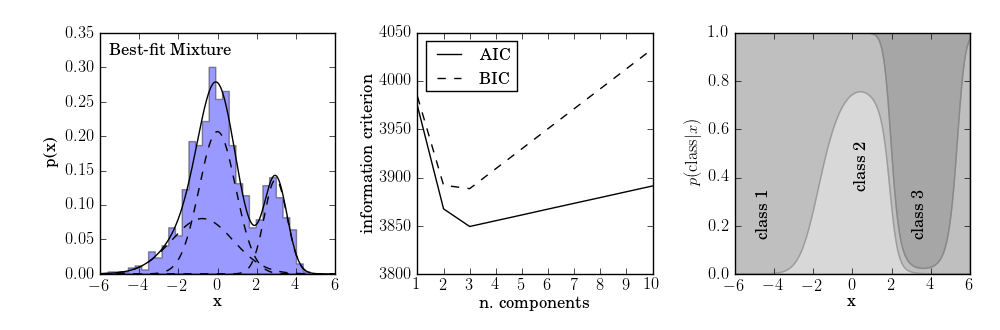 Best-fit Mixture
p(x)
0.35
0.30
0.25
0.20
0.15
0.10
0.05
0.00
−6 −4 −2 0 2 4 6
x
AIC
BIC
information criterion
4050
4000
3950
3900
3850
3800
1 2 3 4 5 6 7 8 9 10
n. components
p(class|x)
1.0
0.8
0.6
0.4
0.2
0.0
class 1
class 2
class 3
−6 −4 −2 0 2 4 6
x